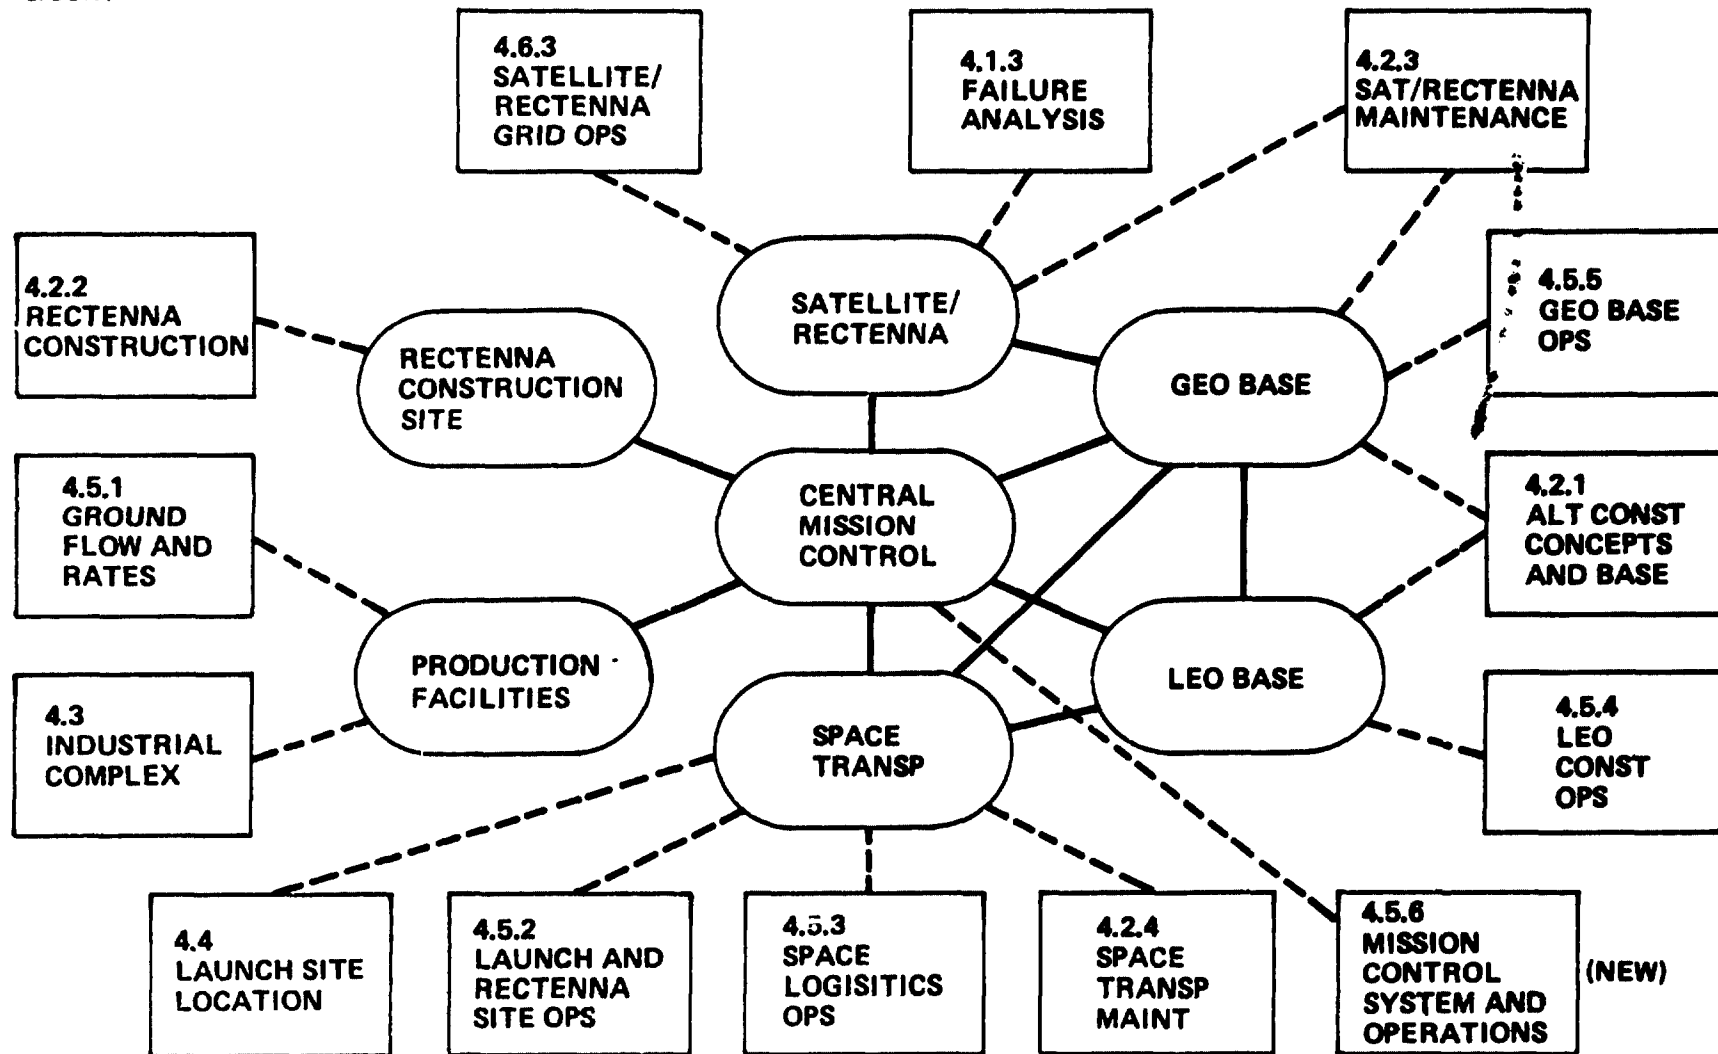 4.6.3
SATELLITE/
RECTENNA
GRID OPS
4.1.3
FAILURE
ANALYSIS
4.2.3
SAT/RECTENNA
MAINTENANCE
4.2.2
RECTENNA
CONSTRUCTION
RECTENNA
CONSTRUCTION
SITE
SATELLITE/
RECTENNA
GEO BASE
4.5.5
GEO BASE
OPS
4.5.1
GROUND
FLOW AND
RATES
CENTRAL
MISSION
CONTROL
4.2.1
ALT CONST
CONCEPTS
AND BASE
4.3
INDUSTRIAL
COMPLEX
PRODUCTION
FACILITIES
SPACE
TRANSP
LEO BASE
4.5.4
LEO
CONST
OPS
4.4
LAUNCH SITE
LOCATION
4.5.2
LAUNCH AND
RECTENNA
SITE OPS
4.5.3
SPACE
LOGISITICS
OPS
4.2.4
SPACE
TRANSP
MAINT
4.5.6
MISSION
CONTROL
SYSTEM AND
OPERATIONS
(NEW)